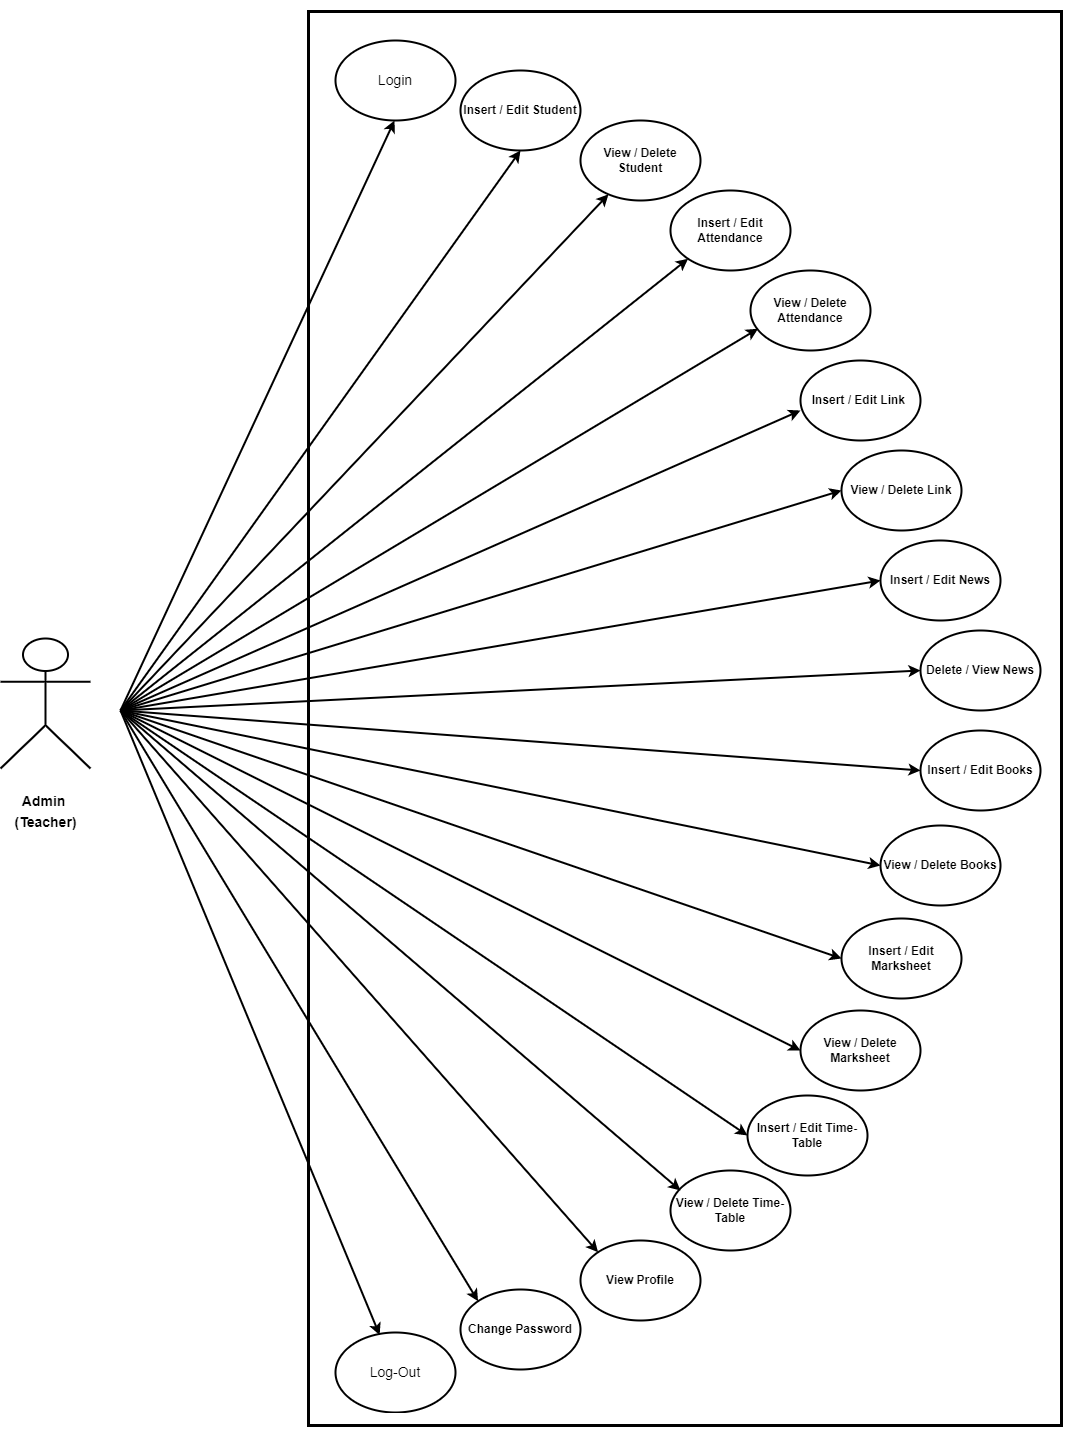 Login
Insert / Edit Student
View / Delete
Student
Insert / Edit
Attendance
View / Delete
Attendance
Insert / Edit Link
View / Delete Link
Insert / Edit News
Delete / View News
Insert / Edit Books
View / Delete Books
Insert / Edit
Marksheet
View / Delete
Marksheet
Insert / Edit Time-
Table
View / Delete Time-
Table
View Profile
Change Password
Log-Out
Admin
(Teacher)